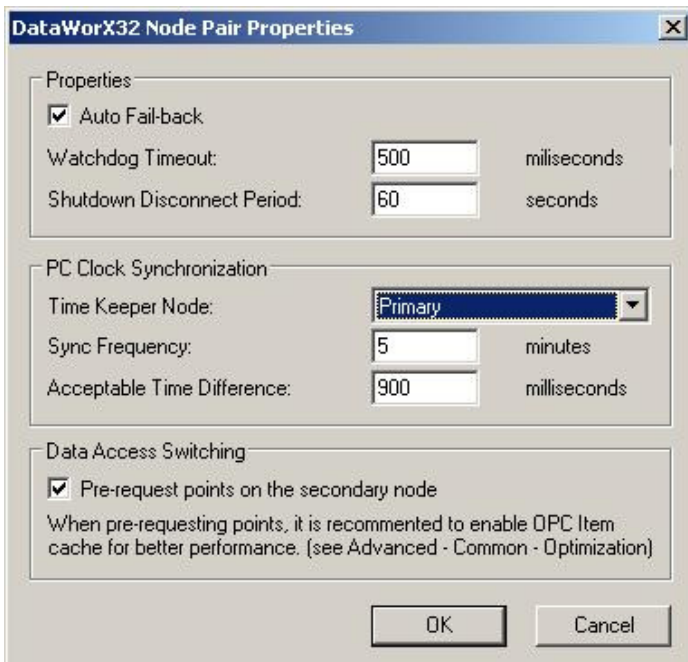 DataWorX32 Node Pair Properties
Properties
Auto Fail-back
Watchdog Timeout: 500 miliseconds
Shutdown Disconnect Period: 60 seconds
PC Clock Synchronization
Time Keeper Node: Primary
Sync Frequency: 5 minutes
Acceptable Time Difference: 900 milliseconds
Data Access Switching
Pre-request points on the secondary node
When pre-requesting points, it is recommented to enable OPC Item
cache for better performance. (see Advanced - Common - Optimization)
OK Cancel